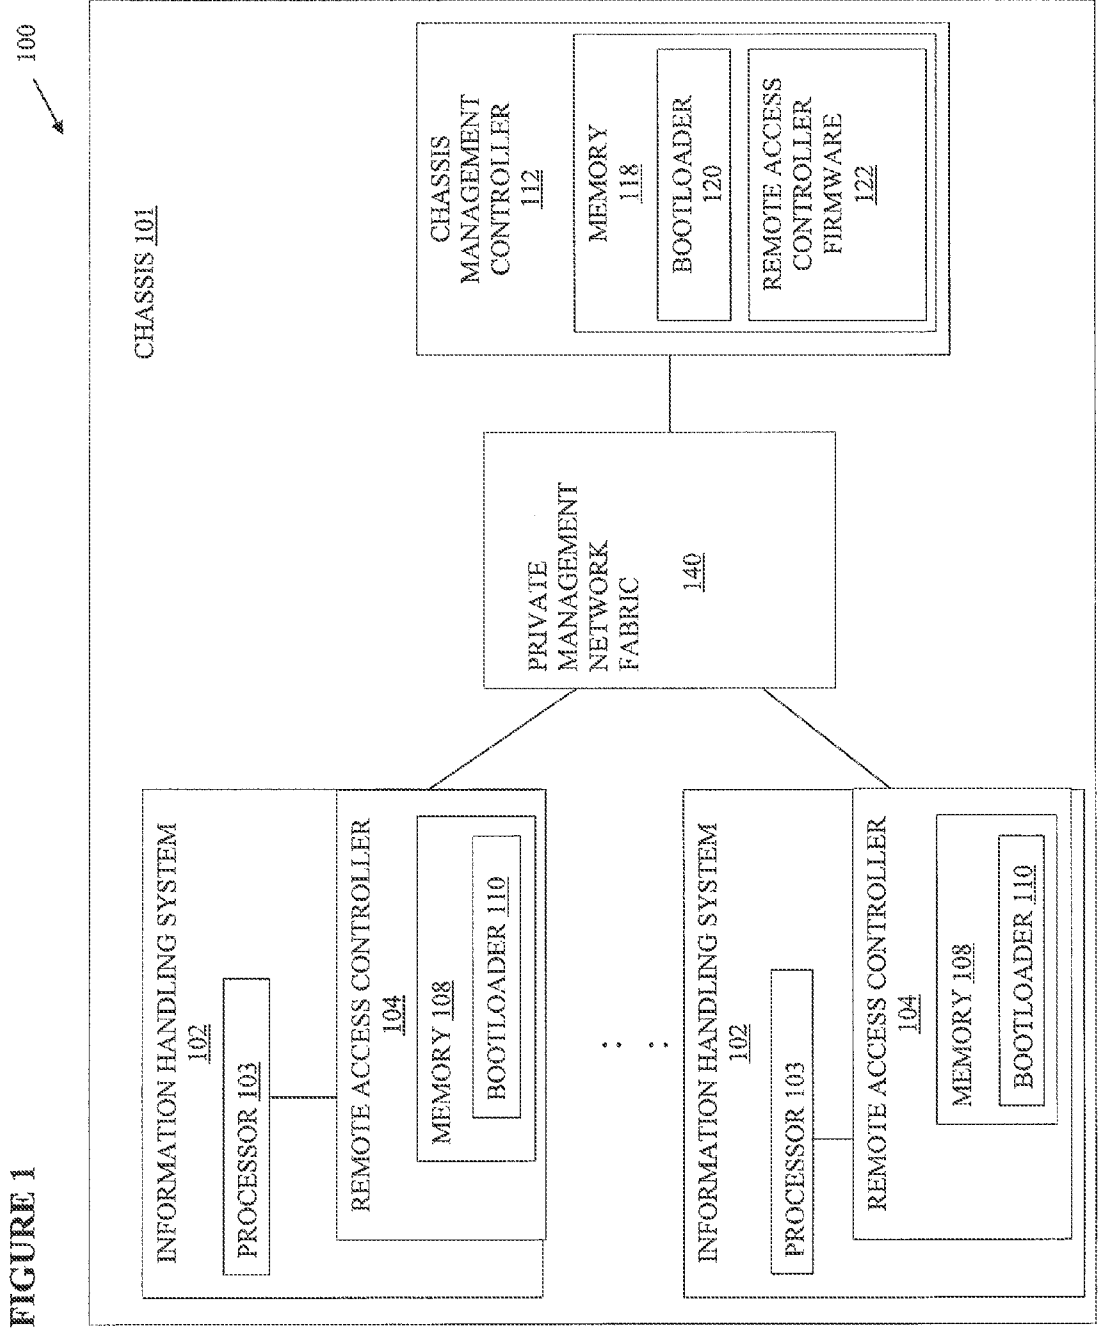 FIGURE 1
100
CHASSIS 101
INFORMATION HANDLING SYSTEM
102
PROCESSOR 103
REMOTE ACCESS CONTROLLER
104
MEMORY 108
BOOTLOADER 110
INFORMATION HANDLING SYSTEM
102
PROCESSOR 103
REMOTE ACCESS CONTROLLER
104
MEMORY 108
BOOTLOADER 110
PRIVATE
MANAGEMENT
NETWORK
FABRIC
140
CHASSIS
MANAGEMENT
CONTROLLER
112
MEMORY
118
BOOTLOADER
120
REMOTE ACCESS
CONTROLLER
FIRMWARE
122